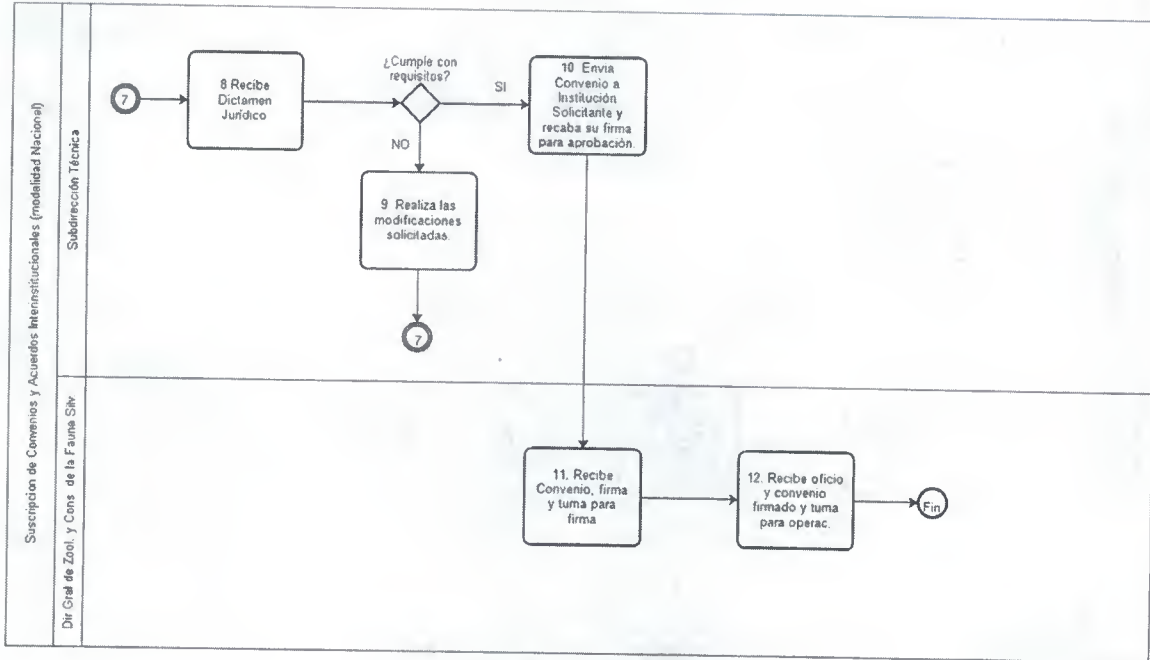 Suscripcion de Convenios y Acuerdos Interinstitucionales (modalidad Nacional)
Subdirección Técnica
7
8 Recibe
Dictamen
Jurídico
¿Cumple con
requisitos?
SI
NO
10 Envia
Convenio a
Institución
Solicitante y
recaba su firma
para aprobación.
9 Realiza las
modificaciones
solicitadas.
7
Dir Gral de Zool. y Cons de la Fauna Silv
11. Recibe
Convenio, firma
y turna para
firma
12. Recibe oficio
y convenio
firmado y turna
para operac.
Fin